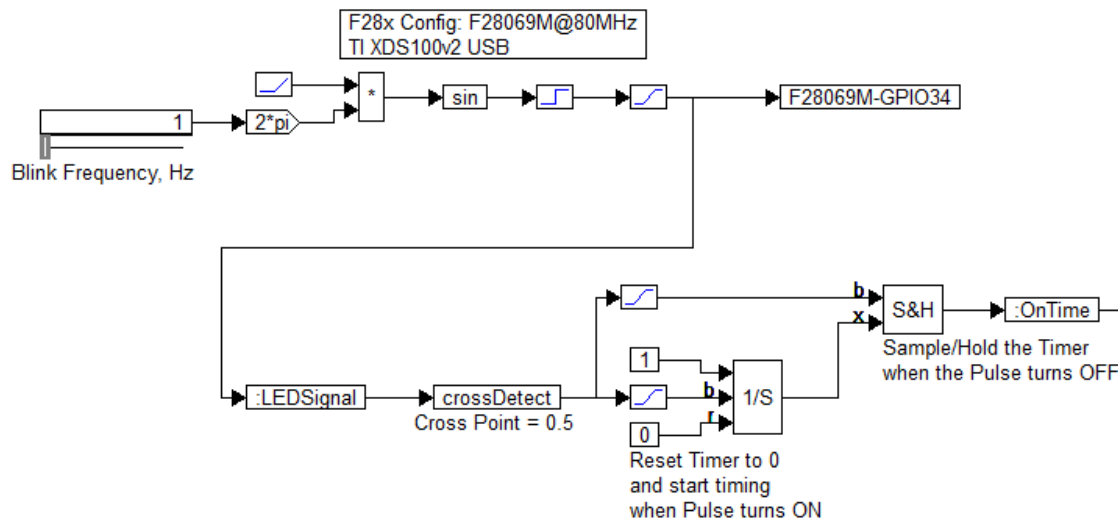 F28x Config: F28069M@80MHz
TI XDS100v2 USB
*
sin
F28069M-GPIO34
1
2*pi
Blink Frequency, Hz
b
S&H
:OnTime
x
Sample/Hold the Timer
when the Pulse turns OFF
1
:LEDSignal
crossDetect
b
1/S
Cross Point = 0.5
r
0
Reset Timer to 0
and start timing
when Pulse turns ON